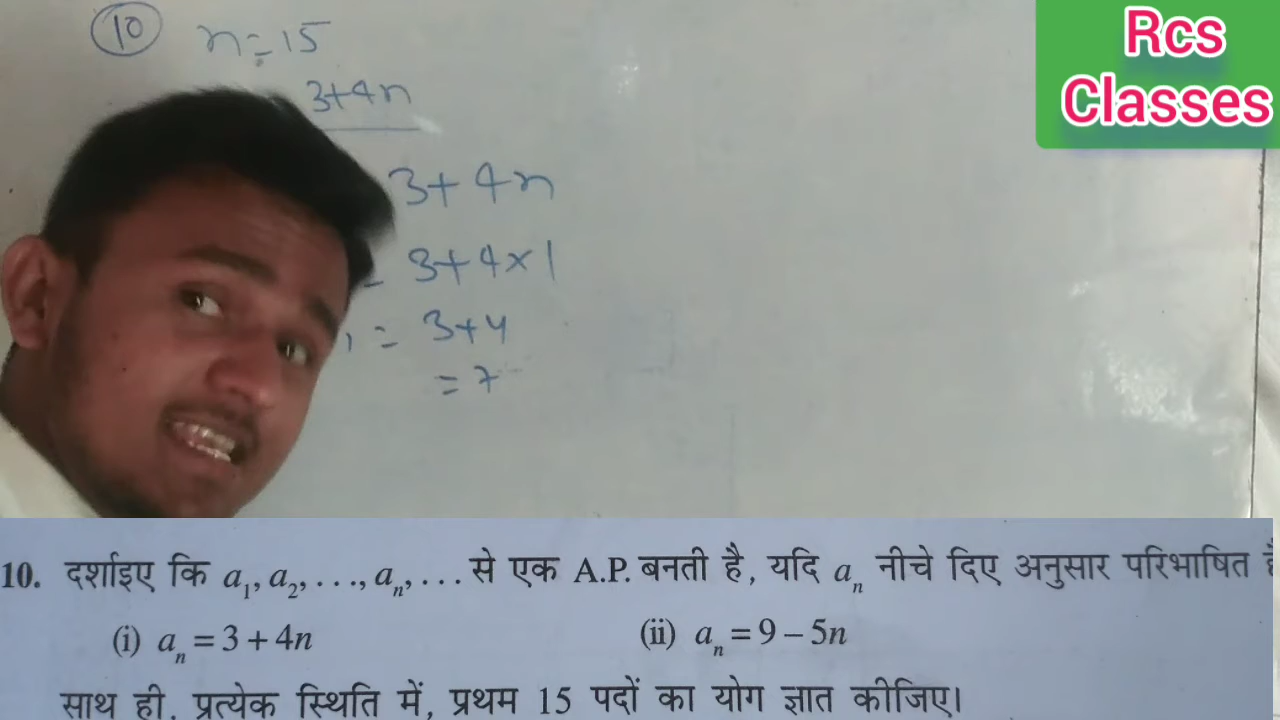 Rcs
Classes
10 n = 15
3+4n
3+4n
= 3+4×1
1 = 3+4
= 7
10. दर्शाइए कि a₁, a₂, . . ., aₙ, . . . से एक A.P. बनती है, यदि aₙ नीचे दिए अनुसार परिभाषित है
(i) aₙ = 3 + 4n (ii) aₙ = 9 – 5n
साथ ही, प्रत्येक स्थिति में, प्रथम 15 पदों का योग ज्ञात कीजिए।